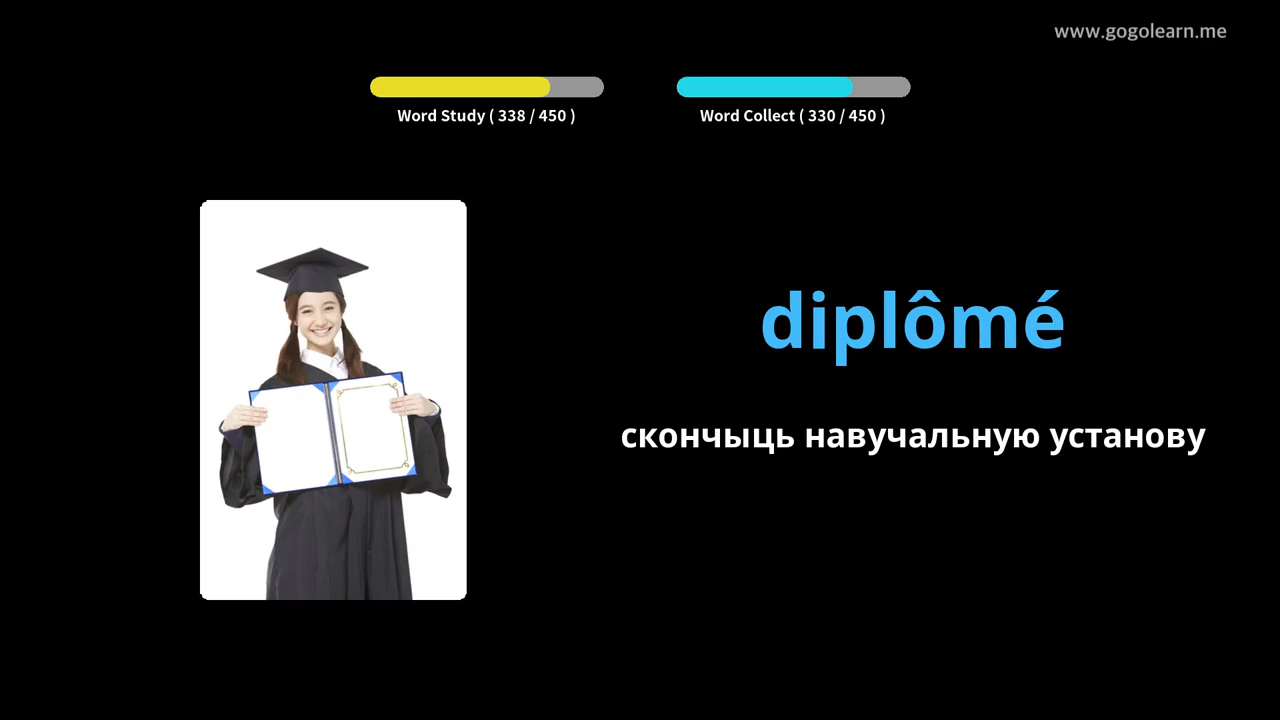 www.gogolearn.me
Word Study ( 338 / 450 )
Word Collect ( 330 / 450 )
diplômé
скончыць навучальную установу